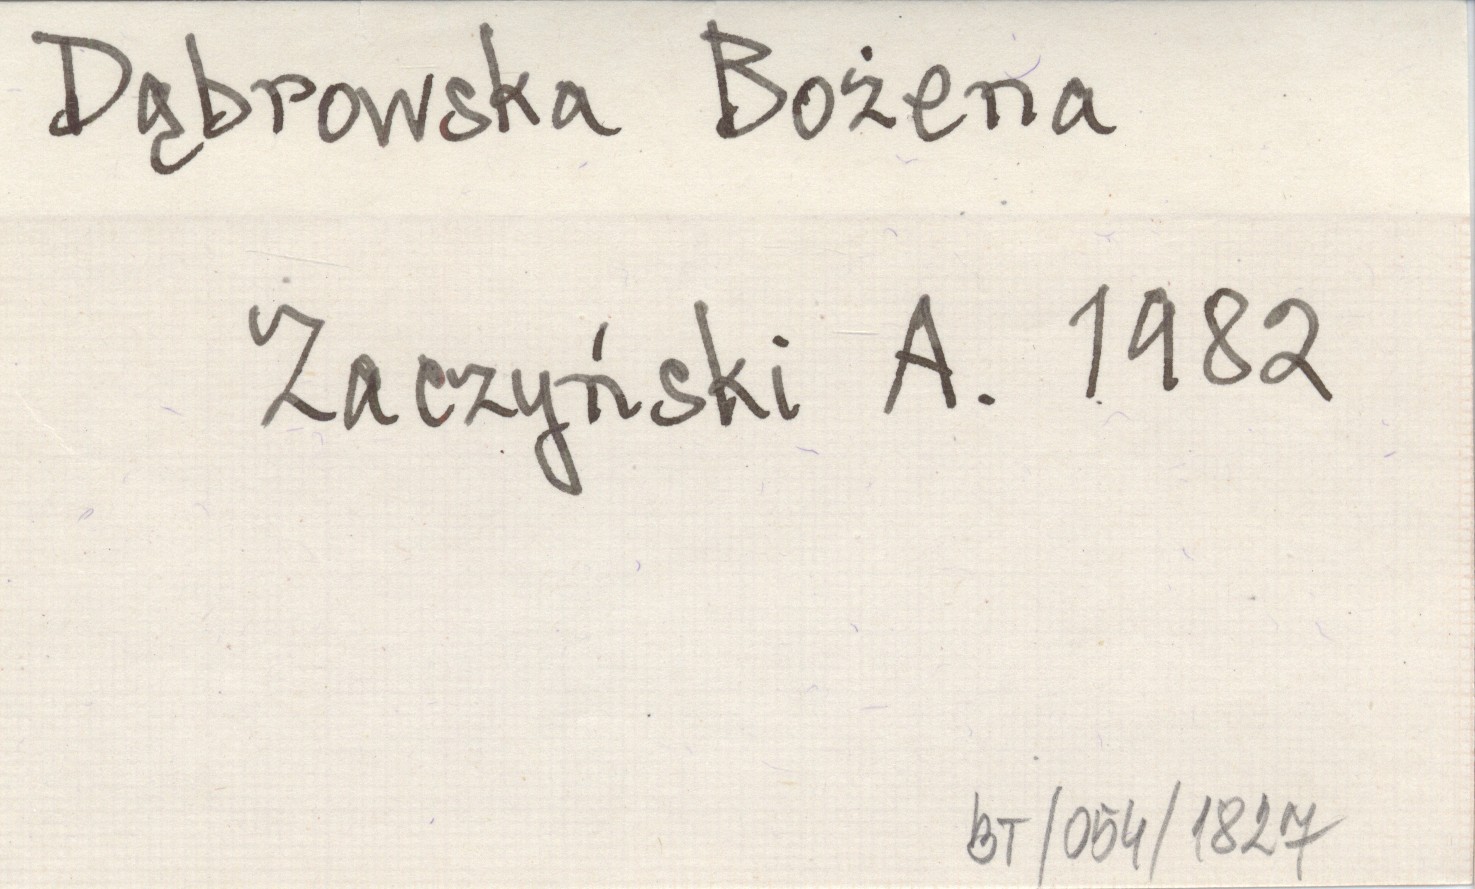 Dąbrowska Bożena
Zaczyński A. 1982
BT/054/1827